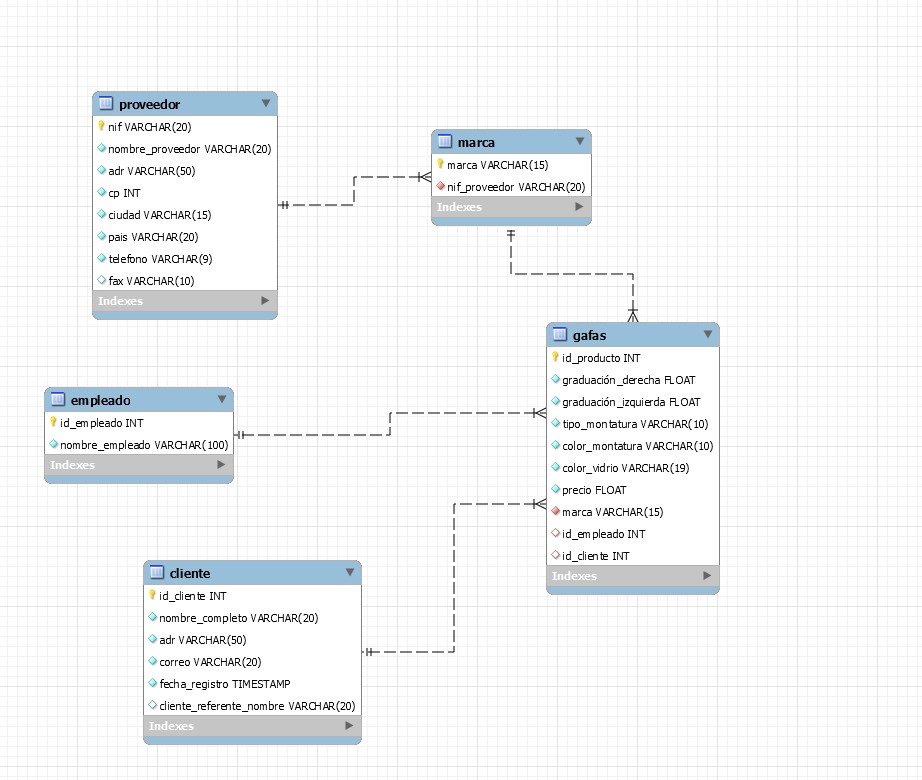 proveedor
nif VARCHAR(20)
nombre_proveedor VARCHAR(20)
adr VARCHAR(50)
cp INT
ciudad VARCHAR(15)
pais VARCHAR(20)
telefono VARCHAR(9)
fax VARCHAR(10)
Indexes
marca
marca VARCHAR(15)
nif_proveedor VARCHAR(20)
Indexes
gafas
id_producto INT
graduación_derecha FLOAT
graduación_izquierda FLOAT
tipo_montatura VARCHAR(10)
color_montatura VARCHAR(10)
color_vidrio VARCHAR(19)
precio FLOAT
marca VARCHAR(15)
id_empleado INT
id_cliente INT
Indexes
empleado
id_empleado INT
nombre_empleado VARCHAR(100)
Indexes
cliente
id_cliente INT
nombre_completo VARCHAR(20)
adr VARCHAR(50)
correo VARCHAR(20)
fecha_registro TIMESTAMP
cliente_referente_nombre VARCHAR(20)
Indexes